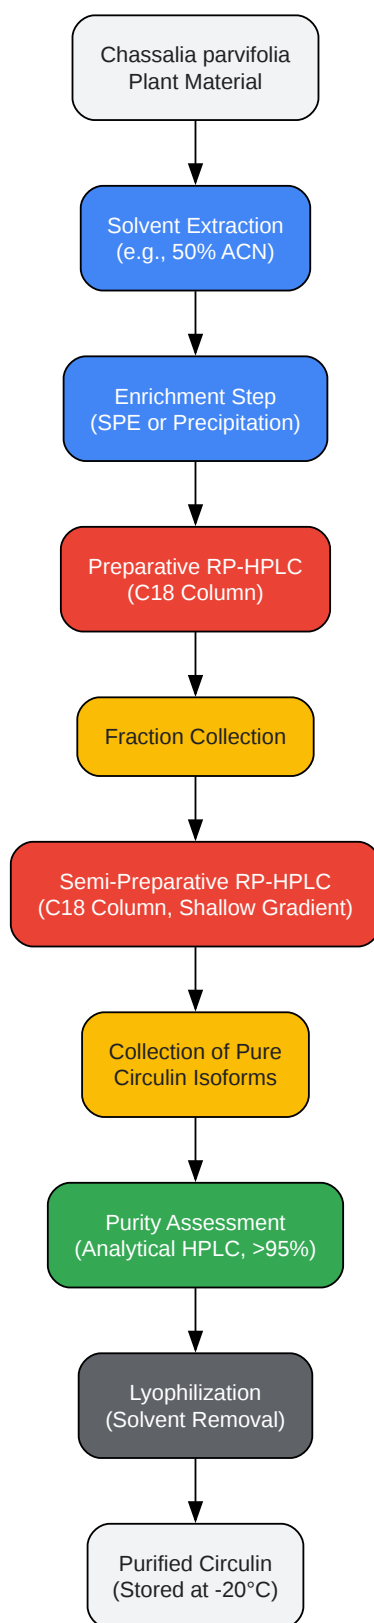 Chassalia parvifolia
Plant Material
Solvent Extraction
(e.g., 50% ACN)
Enrichment Step
(SPE or Precipitation)
Preparative RP-HPLC
(C18 Column)
Fraction Collection
Semi-Preparative RP-HPLC
(C18 Column, Shallow Gradient)
Collection of Pure
Circulin Isoforms
Purity Assessment
(Analytical HPLC, >95%)
Lyophilization
(Solvent Removal)
Purified Circulin
(Stored at -20°C)